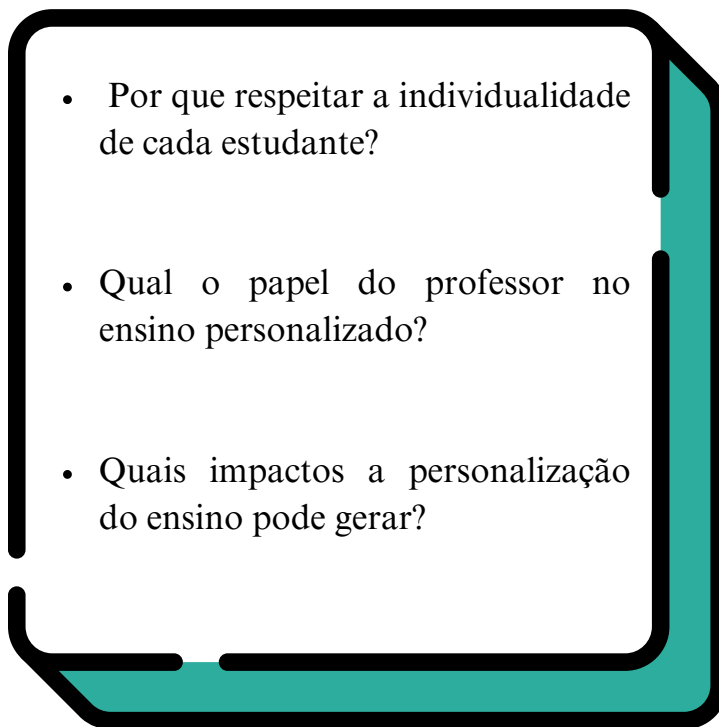 • Por que respeitar a individualidade
de cada estudante?
• Qual o papel do professor no
ensino personalizado?
• Quais impactos a personalização
do ensino pode gerar?